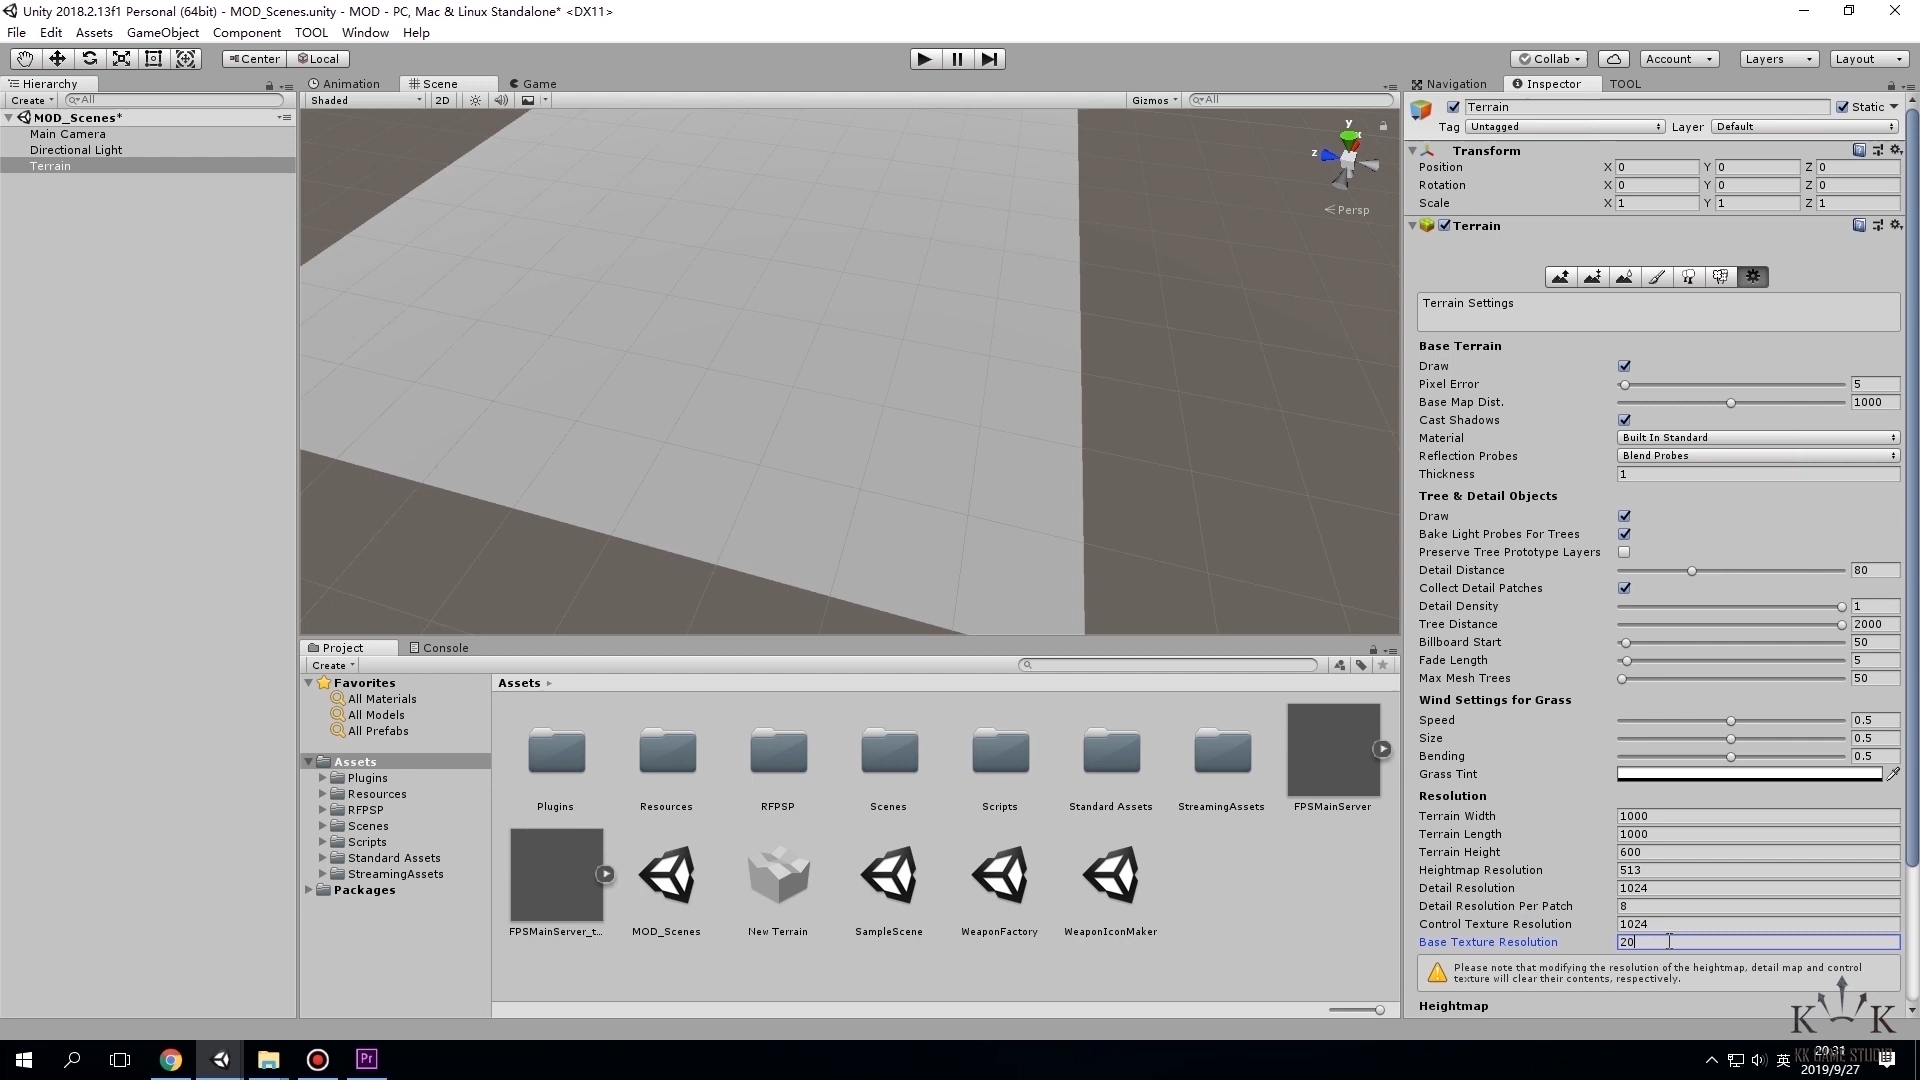 Unity 2018.2.13f1 Personal (64bit) - MOD_Scenes.unity - MOD - PC, Mac & Linux Standalone* <DX11>
File Edit Assets GameObject Component TOOL Window Help
Center Local Collab Account Layers Layout
Hierarchy
Create All
MOD_Scenes*
Main Camera
Directional Light
Terrain
Animation Scene Game
Shaded 2D Gizmos All
y
x
z
Persp
Project Console
Create
Favorites
All Materials
All Models
All Prefabs
Assets
Plugins
Resources
RFPSP
Scenes
Scripts
Standard Assets
StreamingAssets
Packages
Assets
Plugins Resources RFPSP Scenes Scripts Standard Assets StreamingAssets FPSMainServer
FPSMainServer_t... MOD_Scenes New Terrain SampleScene WeaponFactory WeaponIconMaker
Navigation Inspector TOOL
Terrain Static
Tag Untagged Layer Default
Transform
Position X 0 Y 0 Z 0
Rotation X 0 Y 0 Z 0
Scale X 1 Y 1 Z 1
Terrain
Terrain Settings
Base Terrain
Draw
Pixel Error 5
Base Map Dist. 1000
Cast Shadows
Material Built In Standard
Reflection Probes Blend Probes
Thickness 1
Tree & Detail Objects
Draw
Bake Light Probes For Trees
Preserve Tree Prototype Layers
Detail Distance 80
Collect Detail Patches
Detail Density 1
Tree Distance 2000
Billboard Start 50
Fade Length 5
Max Mesh Trees 50
Wind Settings for Grass
Speed 0.5
Size 0.5
Bending 0.5
Grass Tint
Resolution
Terrain Width 1000
Terrain Length 1000
Terrain Height 600
Heightmap Resolution 513
Detail Resolution 1024
Detail Resolution Per Patch 8
Control Texture Resolution 1024
Base Texture Resolution 20
Please note that modifying the resolution of the heightmap, detail map and control
texture will clear their contents, respectively.
Heightmap
K K
KK GAME STUDIO
Pr
英
20:31
2019/9/27